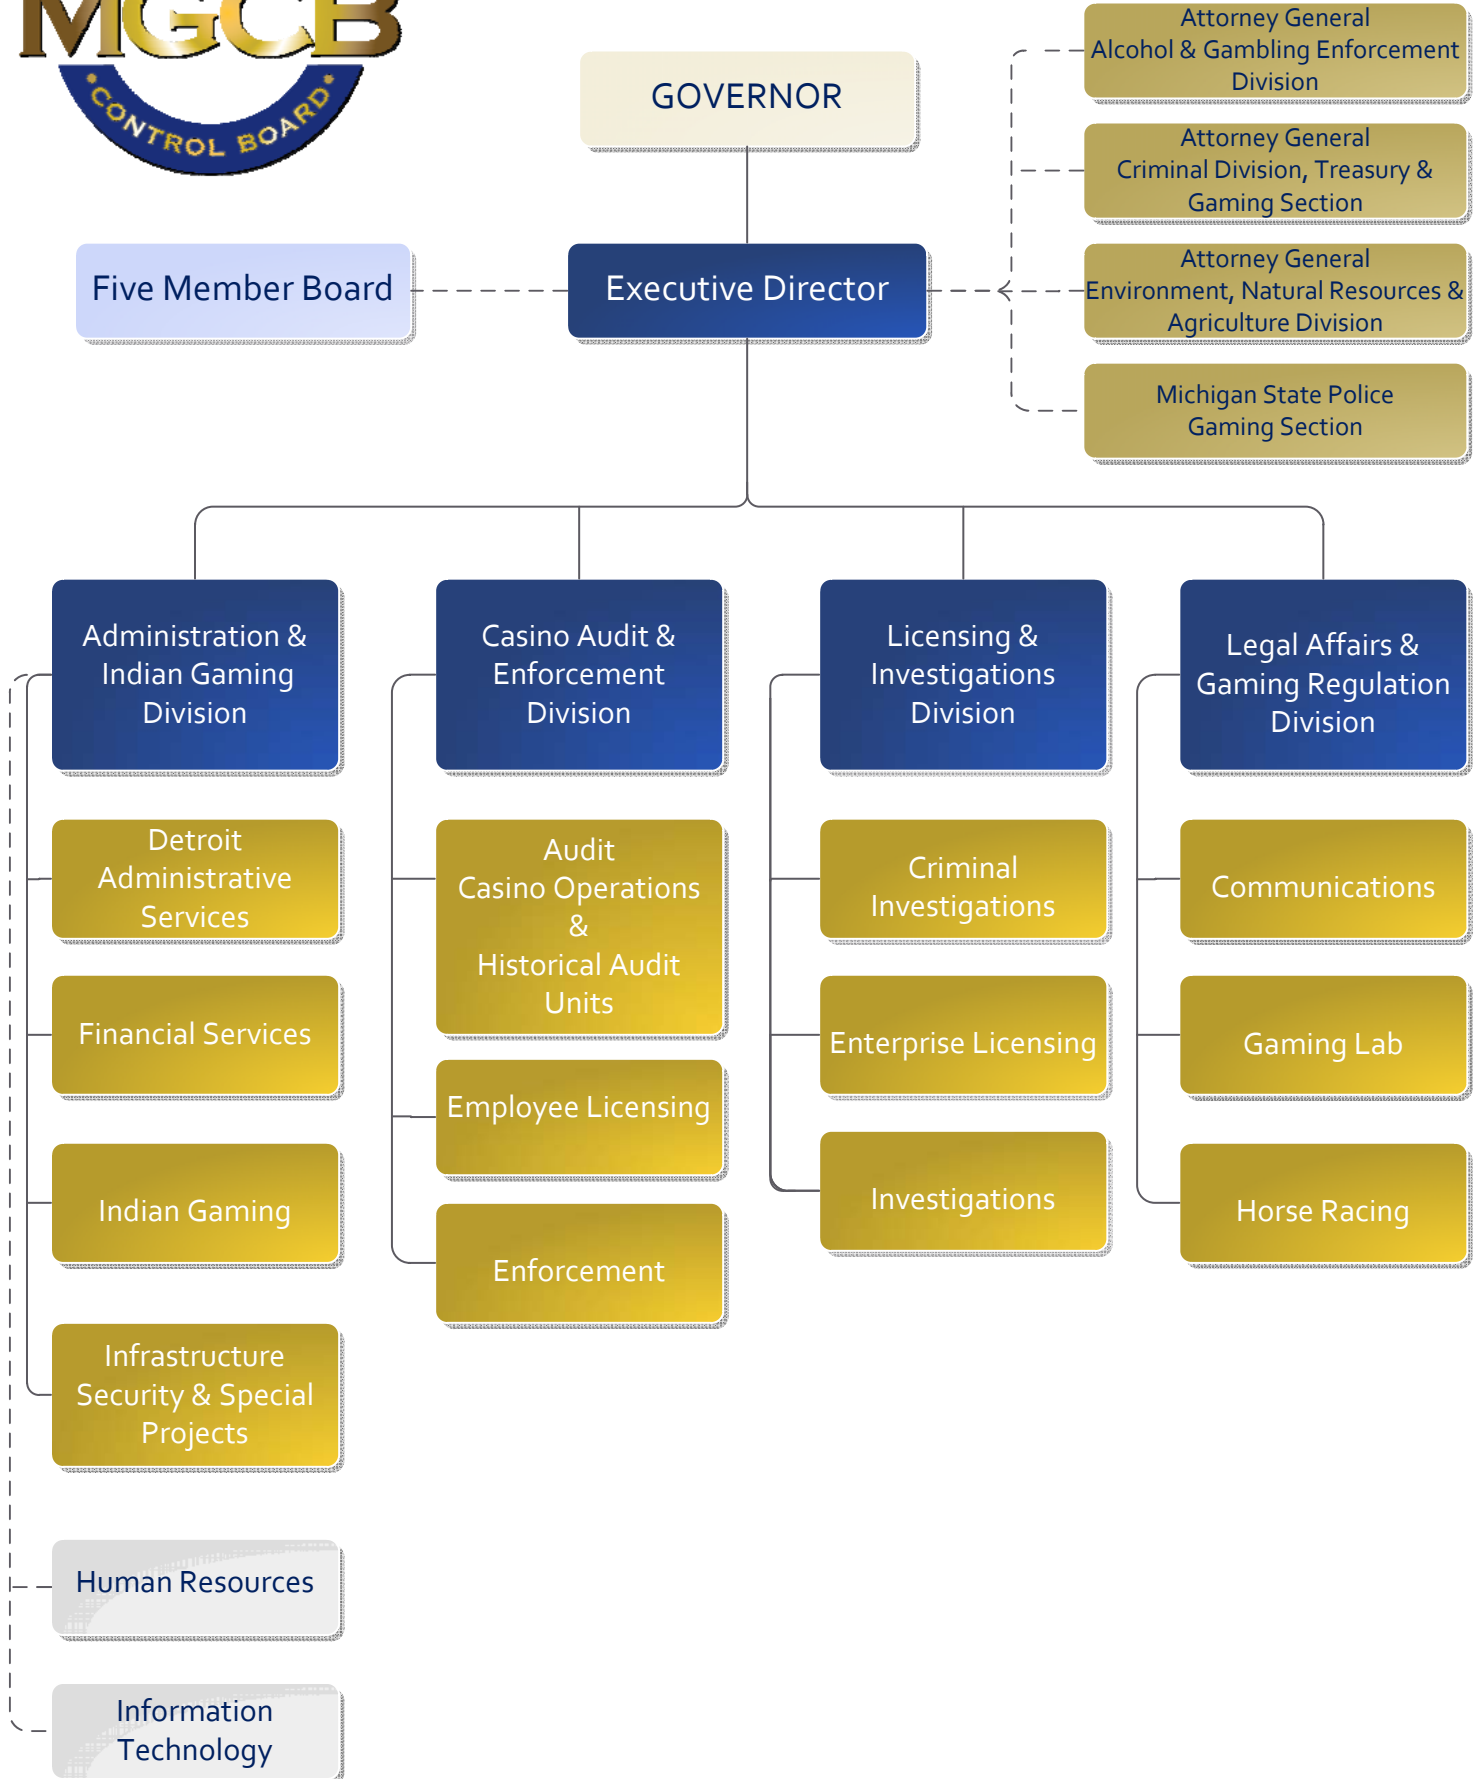 MGCB
• CONTROL BOARD •
GOVERNOR
Attorney General
Alcohol & Gambling Enforcement
Division
Attorney General
Criminal Division, Treasury &
Gaming Section
Five Member Board
Executive Director
Attorney General
Environment, Natural Resources &
Agriculture Division
Michigan State Police
Gaming Section
Administration &
Indian Gaming
Division
Detroit
Administrative
Services
Financial Services
Indian Gaming
Infrastructure
Security & Special
Projects
Human Resources
Information
Technology
Casino Audit &
Enforcement
Division
Audit
Casino Operations
&
Historical Audit
Units
Employee Licensing
Enforcement
Licensing &
Investigations
Division
Criminal
Investigations
Enterprise Licensing
Investigations
Legal Affairs &
Gaming Regulation
Division
Communications
Gaming Lab
Horse Racing